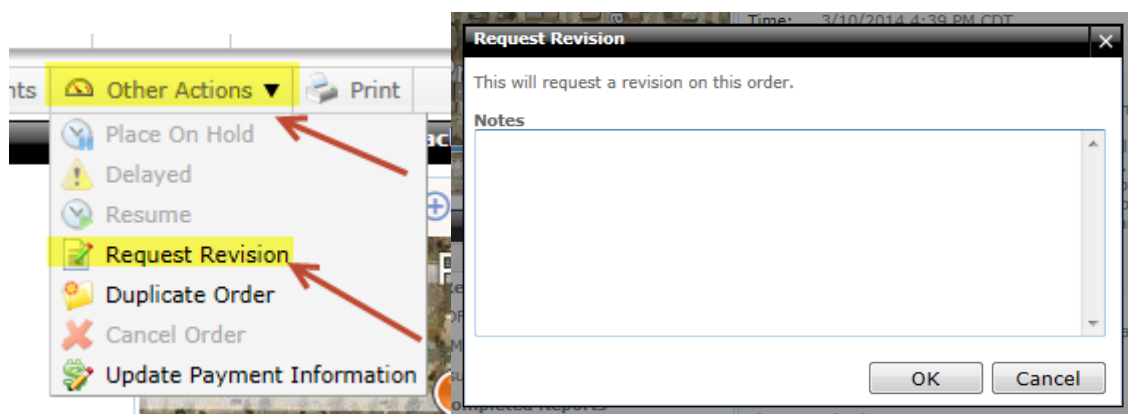 nts Other Actions ▼ Print
Place On Hold
Delayed
Resume
Request Revision
Duplicate Order
Cancel Order
Update Payment Information
Time: 3/10/2014 4:39 PM CDT
Request Revision
This will request a revision on this order.
Notes
OK Cancel
ompleted Reports